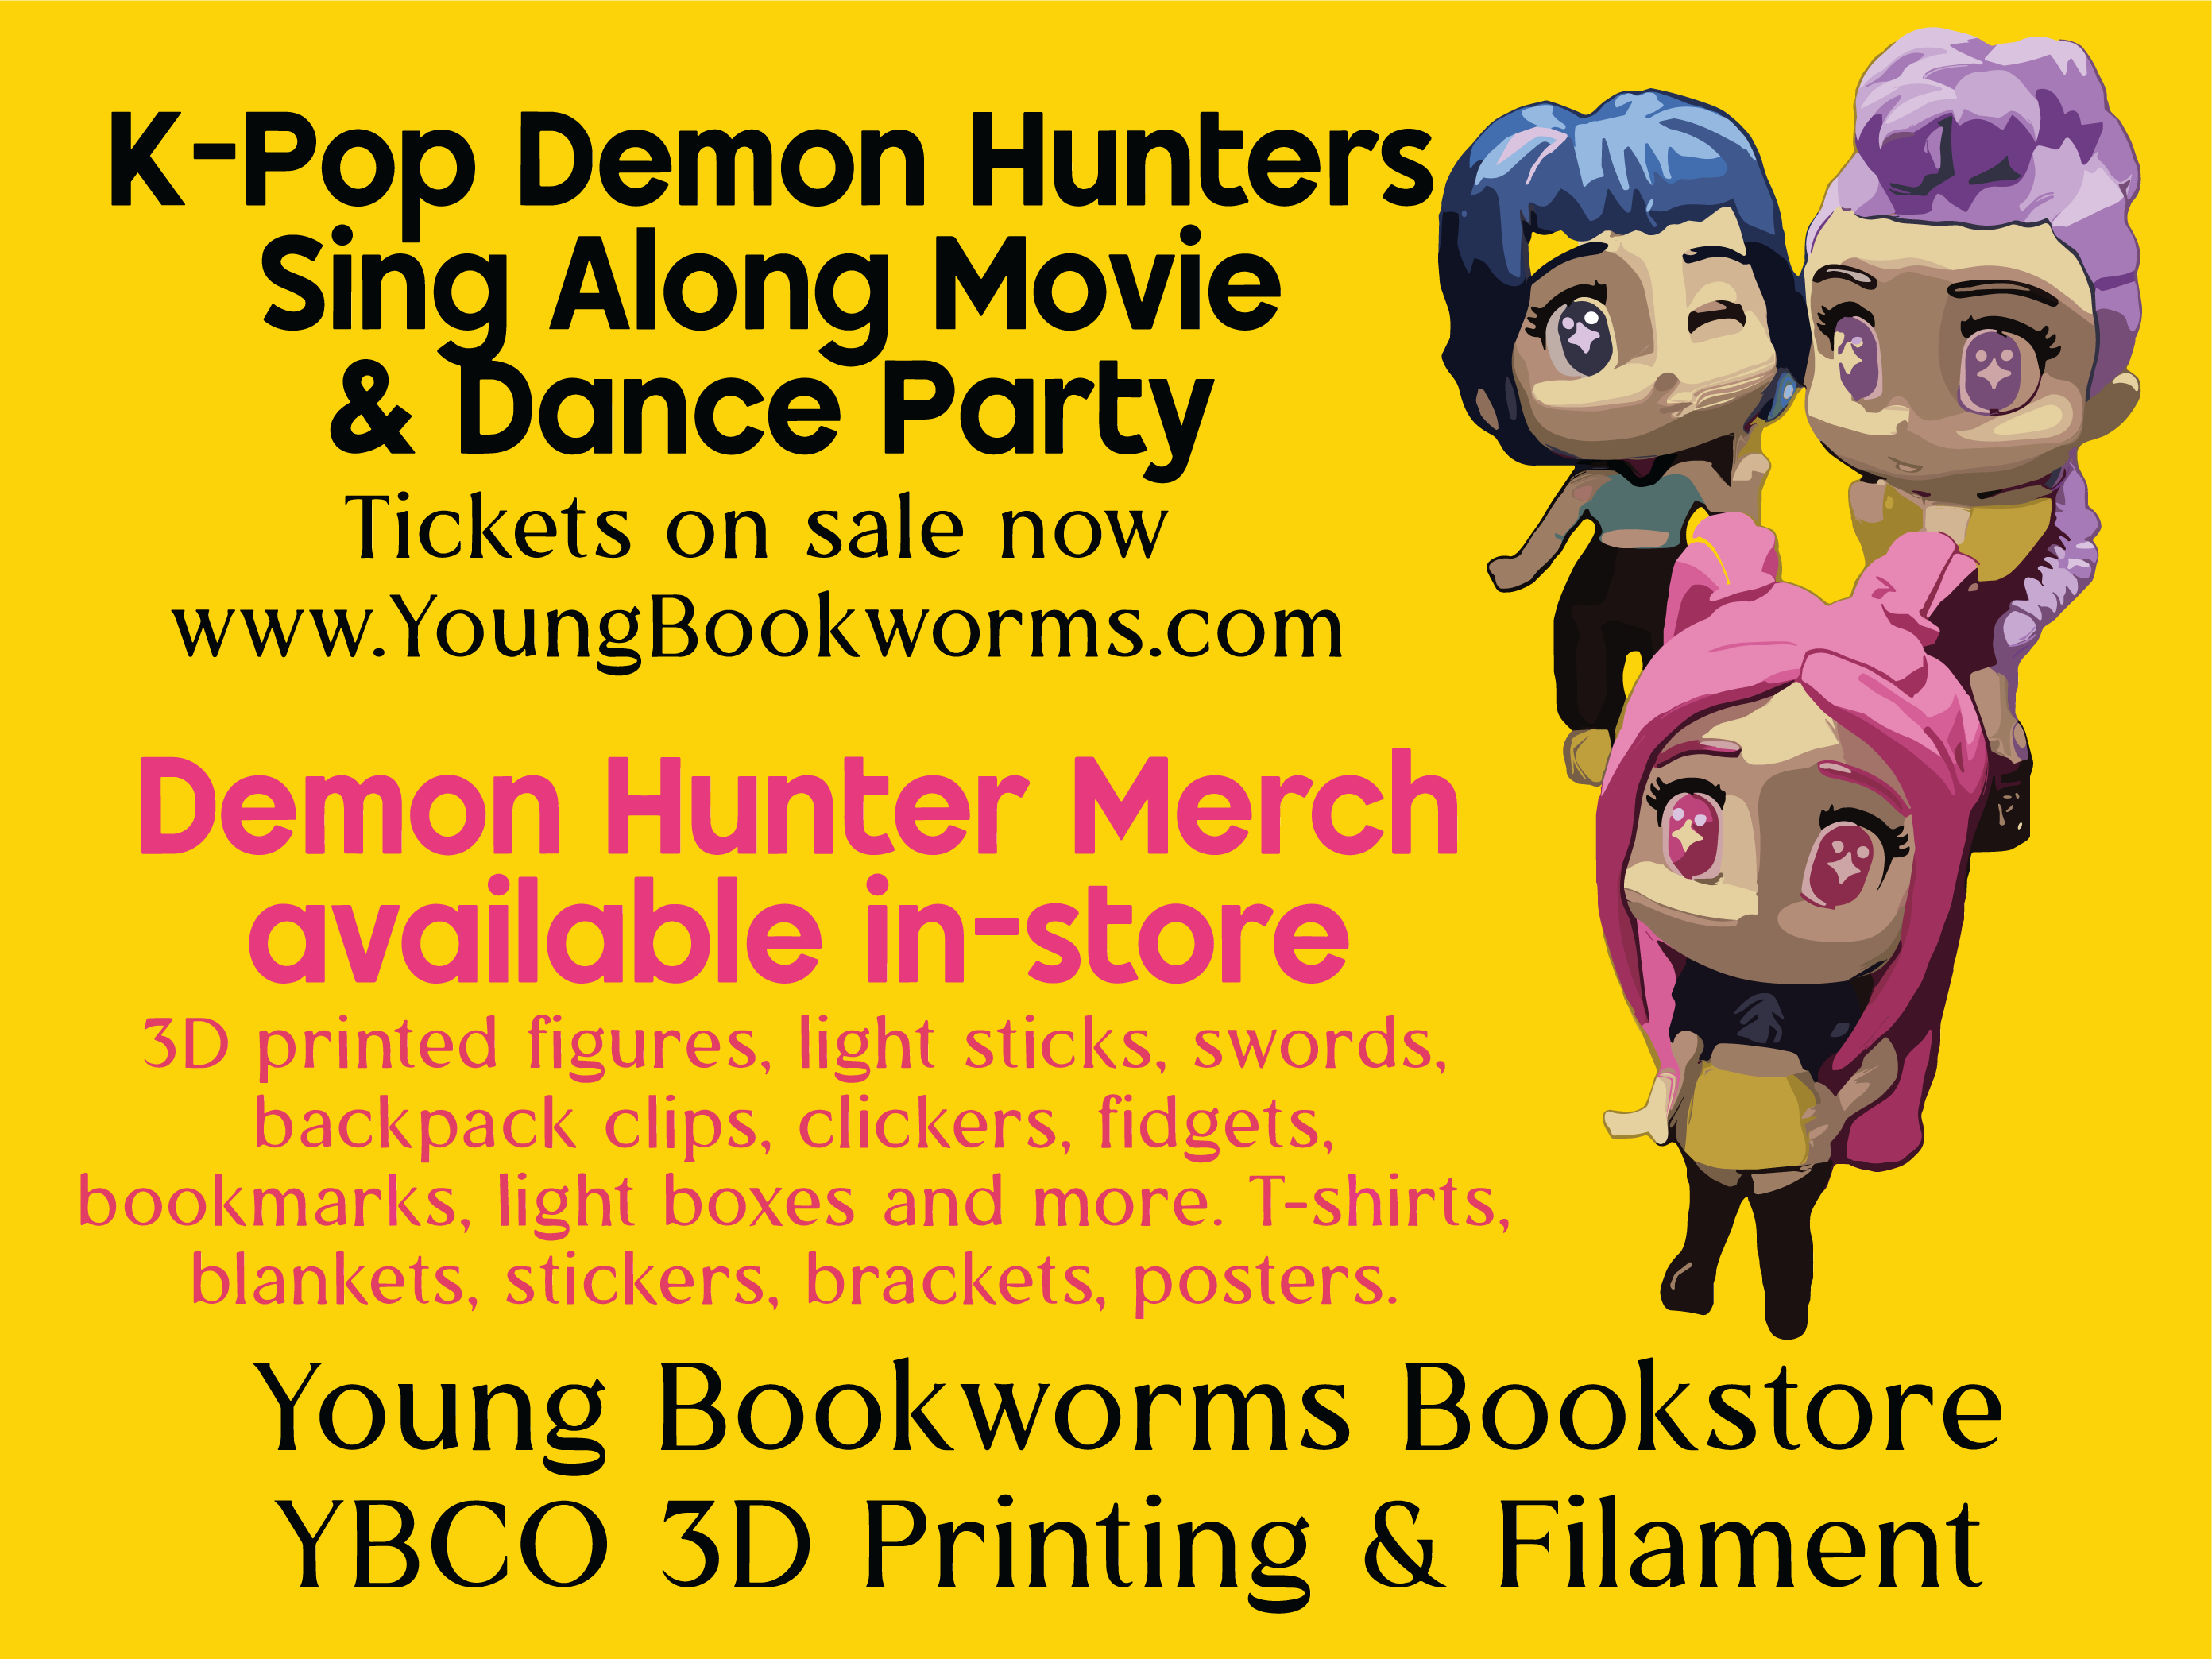 K-Pop Demon Hunters
Sing Along Movie
& Dance Party
Tickets on sale now
www.YoungBookworms.com
Demon Hunter Merch
available in-store
3D printed figures, light sticks, swords,
backpack clips, clickers, fidgets,
bookmarks, light boxes and more. T-shirts,
blankets, stickers, brackets, posters.
Young Bookworms Bookstore
YBCO 3D Printing & Filament